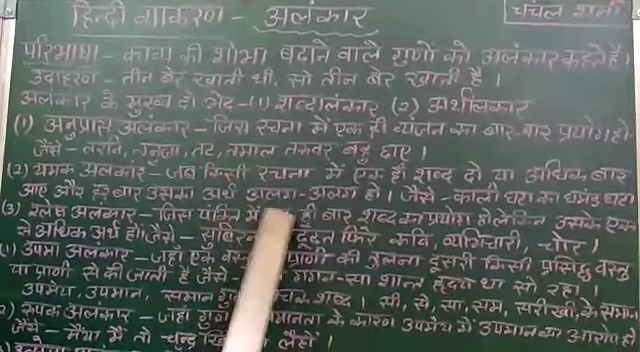 हिन्दी व्याकरण - अलंकार
चंचल शर्मा
परिभाषा - काव्य की शोभा बढ़ाने वाले गुणों को अलंकार कहते हैं।
उदाहरण - तीन बेर खाती थी, सो तीन बेर खाती हैं।
अलंकार के मुख्य दो भेद - (1) शब्दालंकार (2) अर्थालंकार
(1) अनुप्रास अलंकार - जिस रचना में एक ही व्यंजन का बार-बार प्रयोग हो
जैसे - तरनि, तनुजा, तट, तमाल तरुवर बहु छाए।
(2) यमक अलंकार - जब किसी रचना में एक ही शब्द दो या अधिक बार
आए और हर बार उसका अर्थ अलग-अलग हो। जैसे - काली घटा का घमंड घटा
(3) श्लेष अलंकार - जिस पंक्ति में ही बार शब्द का प्रयोग हो लेकिन उसके एक
से अधिक अर्थ हों जैसे - ढूंढत फिरे कवि, व्यभिचारी, चोर।
(1) उपमा अलंकार - जहाँ एक प्राणी की तुलना दूसरी किसी प्रसिद्ध वस्तु
या प्राणी से की जाती है जैसे - गगन-सा शान्त हृदय था सो रहा।
उपमेय, उपमान, समान शब्द। सी, से, सा, सम, सरीखी, के समान
(2) रूपक अलंकार - जहाँ गुण के कारण उपमेय में उपमान का आरोप हो
जैसे - मैया, मैं तो चन्द्र लैहों।